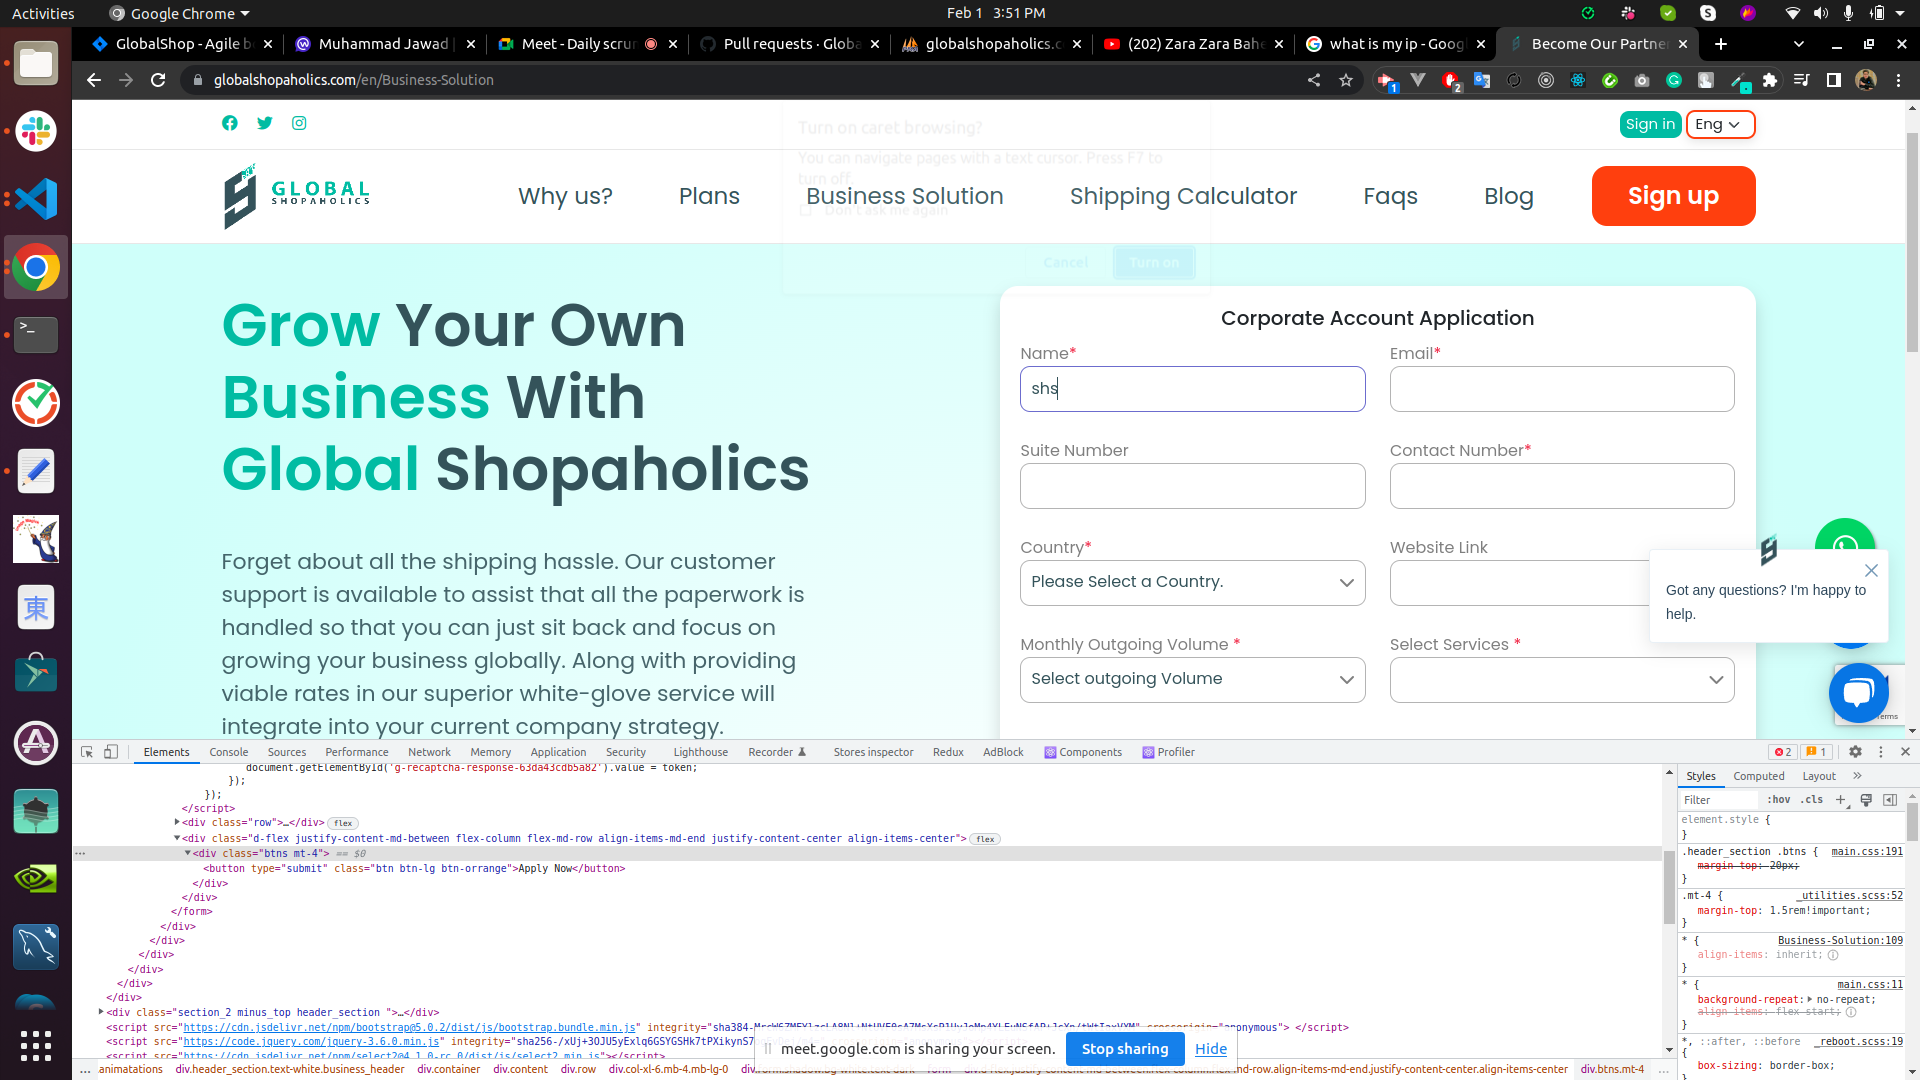 Activities
Google Chrome
Feb 1 3:51 PM
GlobalShop - Agile b
Muhammad Jawad |
Meet - Daily scrum
Pull requests · Globa
globalshopaholics.c
(202) Zara Zara Bahe
what is my ip - Googl
Become Our Partner
globalshopaholics.com/en/Business-Solution
1
2
Sign in
Eng
Turn on caret browsing?
You can navigate pages with a text cursor. Press F7 to
turn off.
Don't ask me again
Cancel
Turn on
GLOBAL
SHOPAHOLICS
Why us?
Plans
Business Solution
Shipping Calculator
Faqs
Blog
Sign up
Grow Your Own
Business With
Global Shopaholics
Forget about all the shipping hassle. Our customer
support is available to assist that all the paperwork is
handled so that you can just sit back and focus on
growing your business globally. Along with providing
viable rates in our superior white-glove service will
integrate into your current company strategy.
Corporate Account Application
Name*
Email*
shs
Suite Number
Contact Number*
Country*
Website Link
Please Select a Country.
Monthly Outgoing Volume *
Select Services *
Select outgoing Volume
Got any questions? I'm happy to
help.
Terms
東
Elements
Console
Sources
Performance
Network
Memory
Application
Security
Lighthouse
Recorder
Stores inspector
Redux
AdBlock
Components
Profiler
2
1
document.getElementById('g-recaptcha-response-63da43cdb5a82').value = token;
});
});
</script>
<div class="row">…</div> flex
<div class="d-flex justify-content-md-between flex-column flex-md-row align-items-md-end justify-content-center align-items-center"> flex
<div class="btns mt-4"> == $0
<button type="submit" class="btn btn-lg btn-orrange">Apply Now</button>
</div>
</div>
</form>
</div>
</div>
</div>
</div>
</div>
</div>
<div class="section_2 minus_top header_section ">…</div>
<script src="https://cdn.jsdelivr.net/npm/bootstrap@5.0.2/dist/js/bootstrap.bundle.min.js" integrity="sha384-
crossorigin="anonymous"> </script>
<script src="https://code.jquery.com/jquery-3.6.0.min.js" integrity="sha256-/xUj+3OJU5yExlq6GSYGSHk7tPXikynS7
<script src="https://cdn.jsdelivr.net/npm/select2@4.1.0-rc.0/dist/js/select2.min.js"></script>
meet.google.com is sharing your screen.
Stop sharing
Hide
animatations
div.header_section.text-white.business_header
div.container
div.content
div.row
div.col-xl-6.mb-4.mb-lg-0
md-row.align-items-md-end.justify-content-center.align-items-center
div.btns.mt-4
Styles
Computed
Layout
Filter
:hov
.cls
element.style {
}
.header_section .btns {
main.css:191
margin-top: 20px;
}
.mt-4 {
_utilities.scss:52
margin-top: 1.5rem!important;
}
* {
Business-Solution:109
align-items: inherit;
}
* {
main.css:11
background-repeat: no-repeat;
align-items: flex-start;
}
*, ::after, ::before
_reboot.scss:19
{
box-sizing: border-box;
}